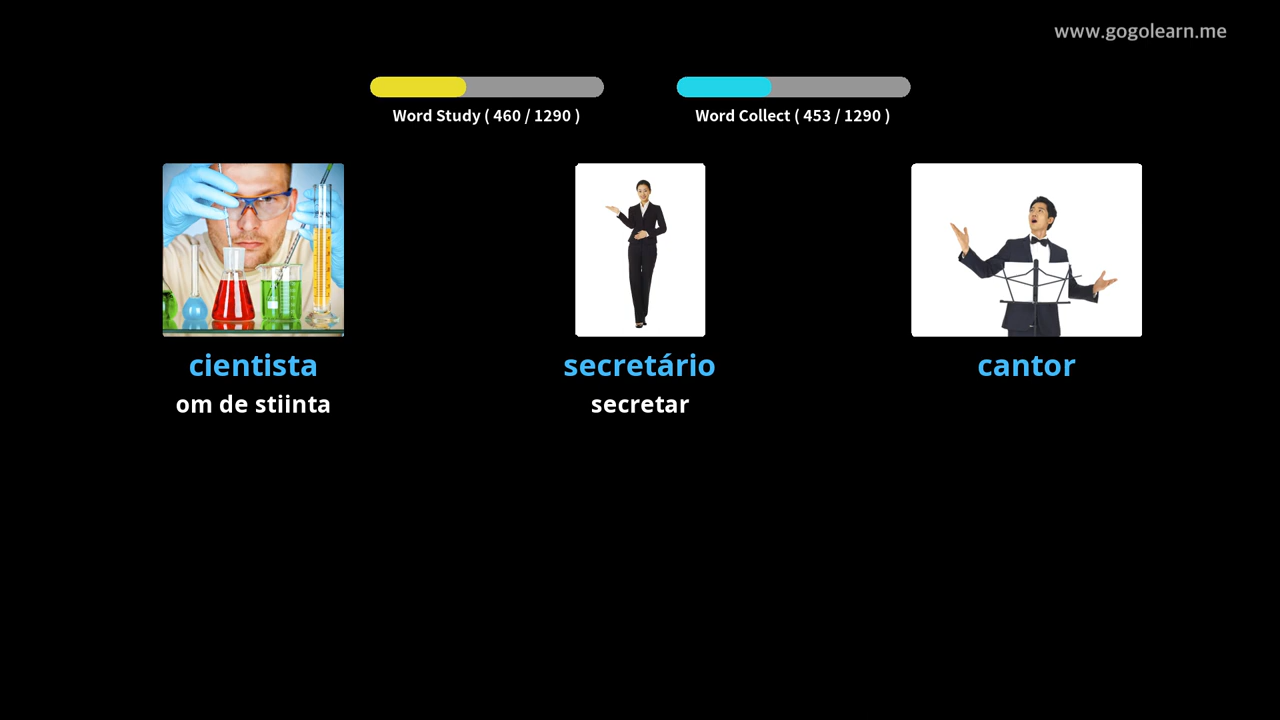 www.gogolearn.me
Word Study ( 460 / 1290 )
Word Collect ( 453 / 1290 )
cientista
om de stiinta
secretário
secretar
cantor